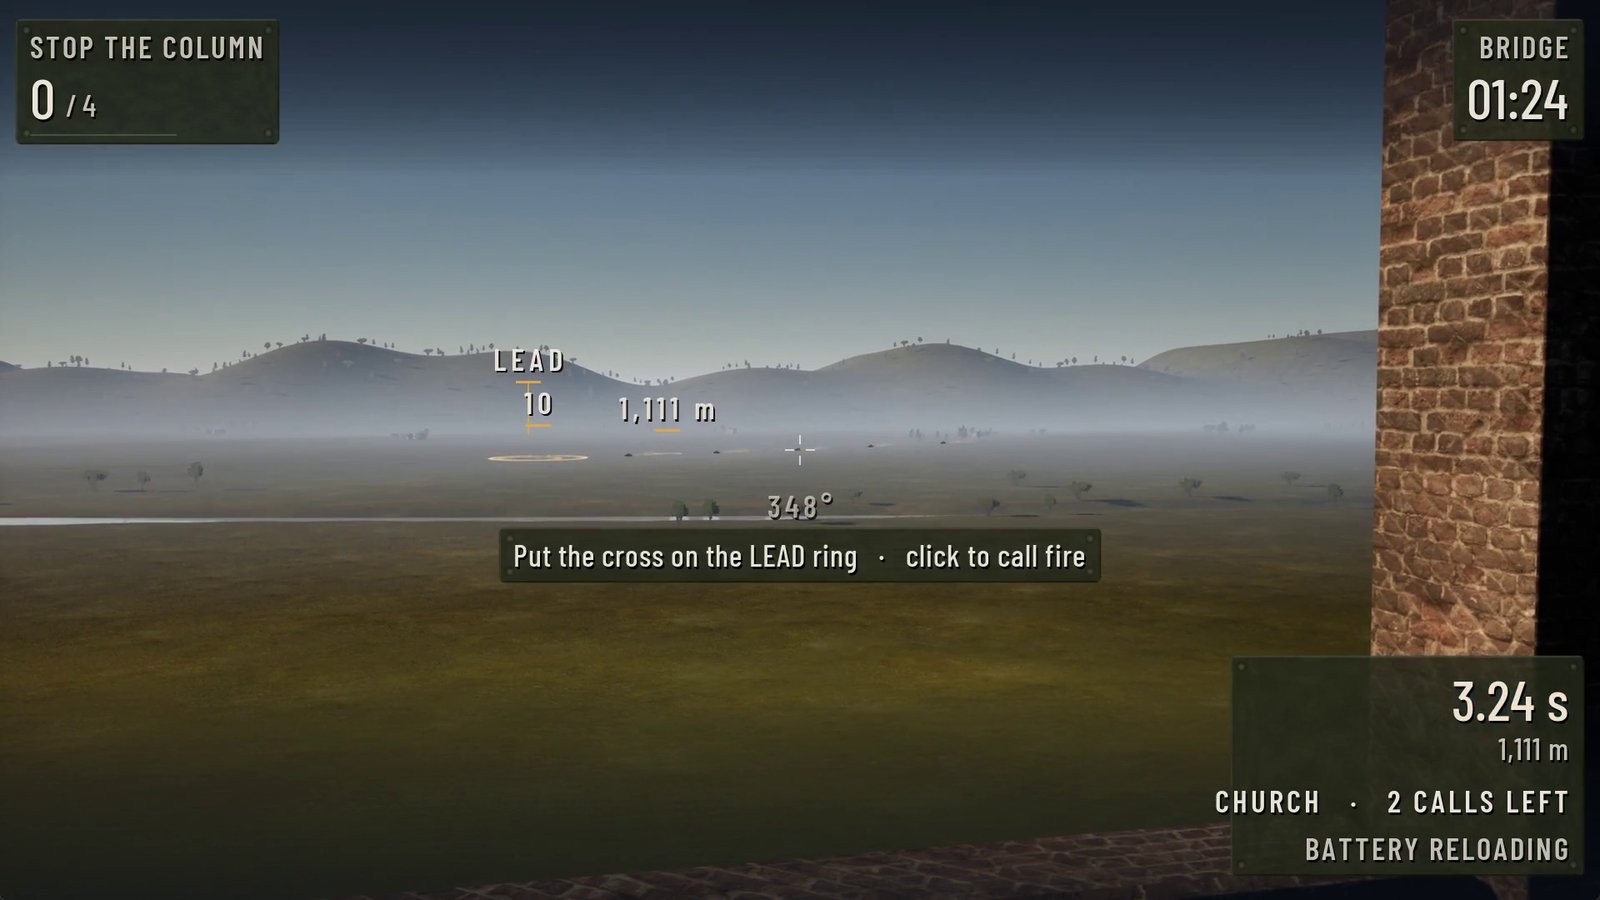 STOP THE COLUMN
0 / 4
BRIDGE
01:24
LEAD
10
1,111 m
348°
Put the cross on the LEAD ring · click to call fire
3.24 s
1,111 m
CHURCH · 2 CALLS LEFT
BATTERY RELOADING